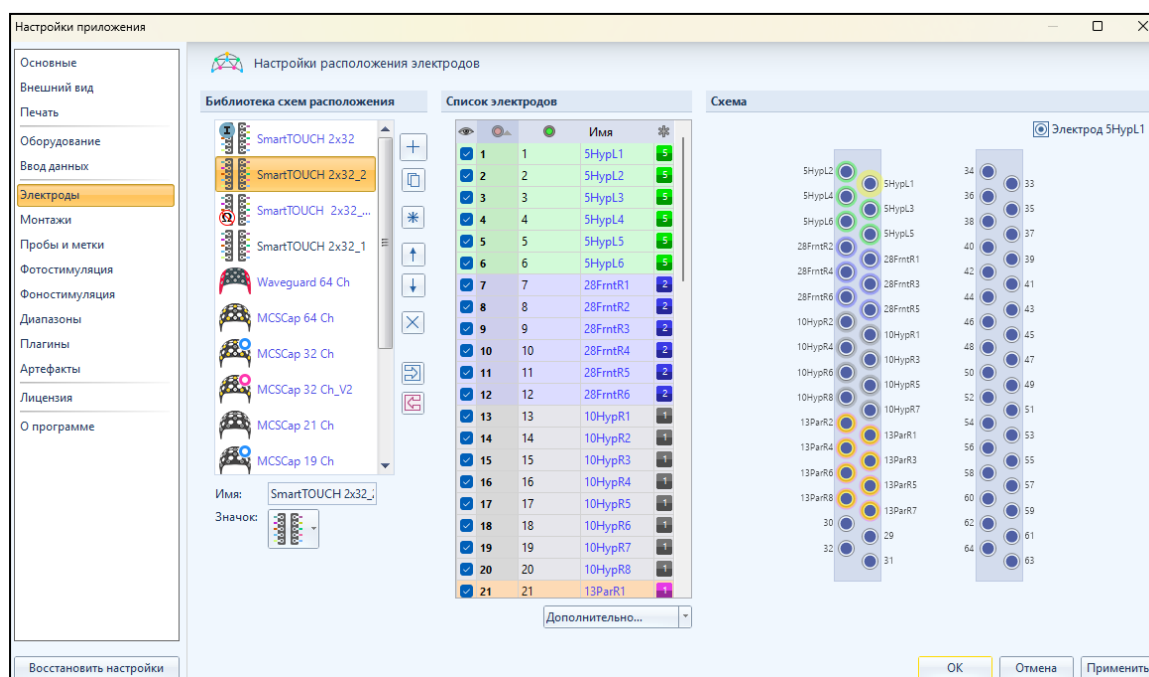 Настройки приложения
Основные
Внешний вид
Печать
Оборудование
Ввод данных
Электроды
Монтажи
Пробы и метки
Фотостимуляция
Фоностимуляция
Диапазоны
Плагины
Артефакты
Лицензия
О программе
Восстановить настройки
Настройки расположения электродов
Библиотека схем расположения
SmartTOUCH 2x32
SmartTOUCH 2x32_2
SmartTOUCH 2x32_...
SmartTOUCH 2x32_1
Waveguard 64 Ch
MCSCap 64 Ch
MCSCap 32 Ch
MCSCap 32 Ch_V2
MCSCap 21 Ch
MCSCap 19 Ch
Имя: SmartTOUCH 2x32_2
Значок:
Список электродов
Имя
1 1 5HypL1 5
2 2 5HypL2 5
3 3 5HypL3 5
4 4 5HypL4 5
5 5 5HypL5 5
6 6 5HypL6 5
7 7 28FrntR1 2
8 8 28FrntR2 2
9 9 28FrntR3 2
10 10 28FrntR4 2
11 11 28FrntR5 2
12 12 28FrntR6 2
13 13 10HypR1 1
14 14 10HypR2 1
15 15 10HypR3 1
16 16 10HypR4 1
17 17 10HypR5 1
18 18 10HypR6 1
19 19 10HypR7 1
20 20 10HypR8 1
21 21 13ParR1 1
Дополнительно...
Схема
Электрод 5HypL1
5HypL2 34
5HypL1 33
5HypL4 36
5HypL3 35
5HypL6 38
5HypL5 37
28FrntR2 40
28FrntR1 39
28FrntR4 42
28FrntR3 41
28FrntR6 44
28FrntR5 43
10HypR2 46
10HypR1 45
10HypR4 48
10HypR3 47
10HypR6 50
10HypR5 49
10HypR8 52
10HypR7 51
13ParR2 54
13ParR1 53
13ParR4 56
13ParR3 55
13ParR6 58
13ParR5 57
13ParR8 60
13ParR7 59
30 62
29 61
32 64
31 63
OK
Отмена
Применить